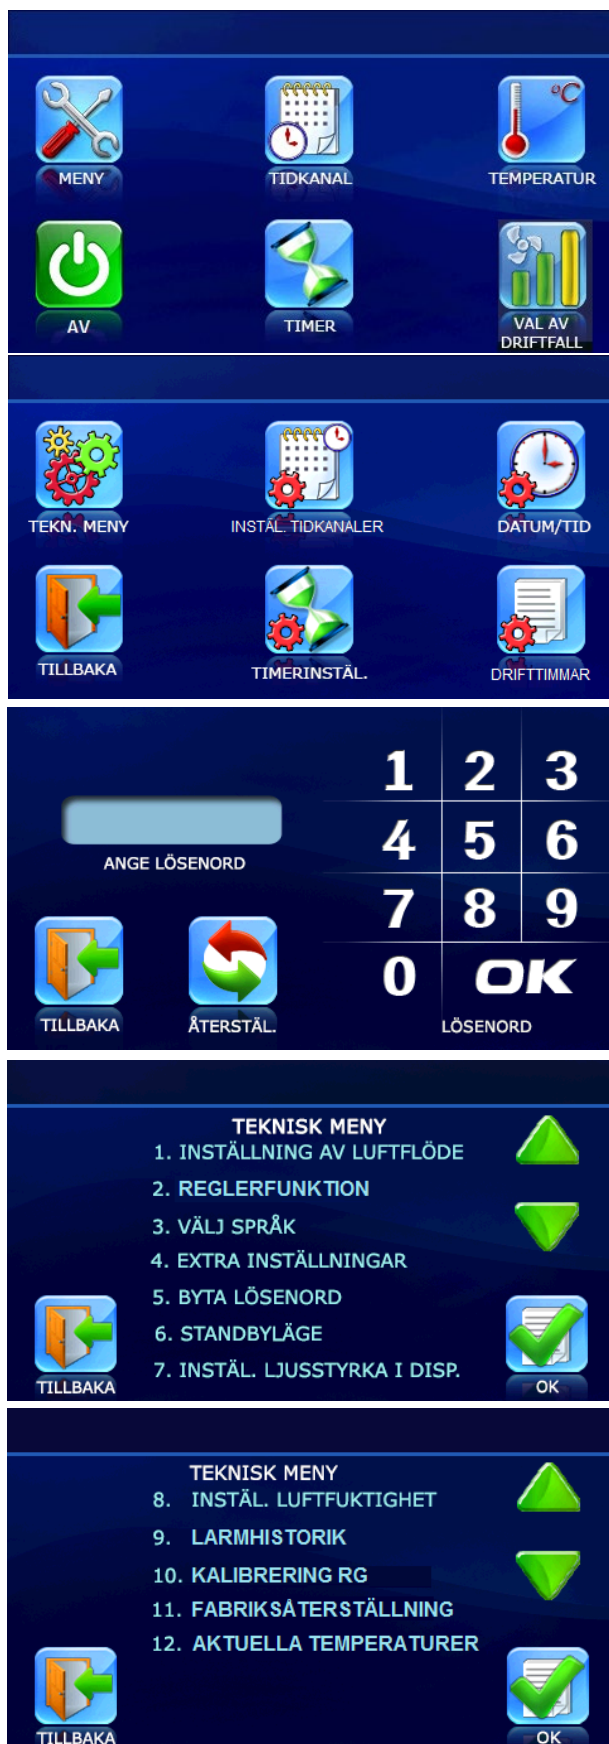 °C
MENY
TIDKANAL
TEMPERATUR
AV
TIMER
VAL AV
DRIFTFALL
TEKN. MENY
INSTÄL. TIDKANALER
DATUM/TID
TILLBAKA
TIMERINSTÄL.
DRIFTTIMMAR
1 2 3
4 5 6
ANGE LÖSENORD
7 8 9
0 OK
TILLBAKA
ÅTERSTÄL.
LÖSENORD
TEKNISK MENY
1. INSTÄLLNING AV LUFTFLÖDE
2. REGLERFUNKTION
3. VÄLJ SPRÅK
4. EXTRA INSTÄLLNINGAR
5. BYTA LÖSENORD
6. STANDBYLÄGE
7. INSTÄL. LJUSSTYRKA I DISP.
TILLBAKA
OK
TEKNISK MENY
8. INSTÄL. LUFTFUKTIGHET
9. LARMHISTORIK
10. KALIBRERING RG
11. FABRIKSÅTERSTÄLLNING
12. AKTUELLA TEMPERATURER
TILLBAKA
OK